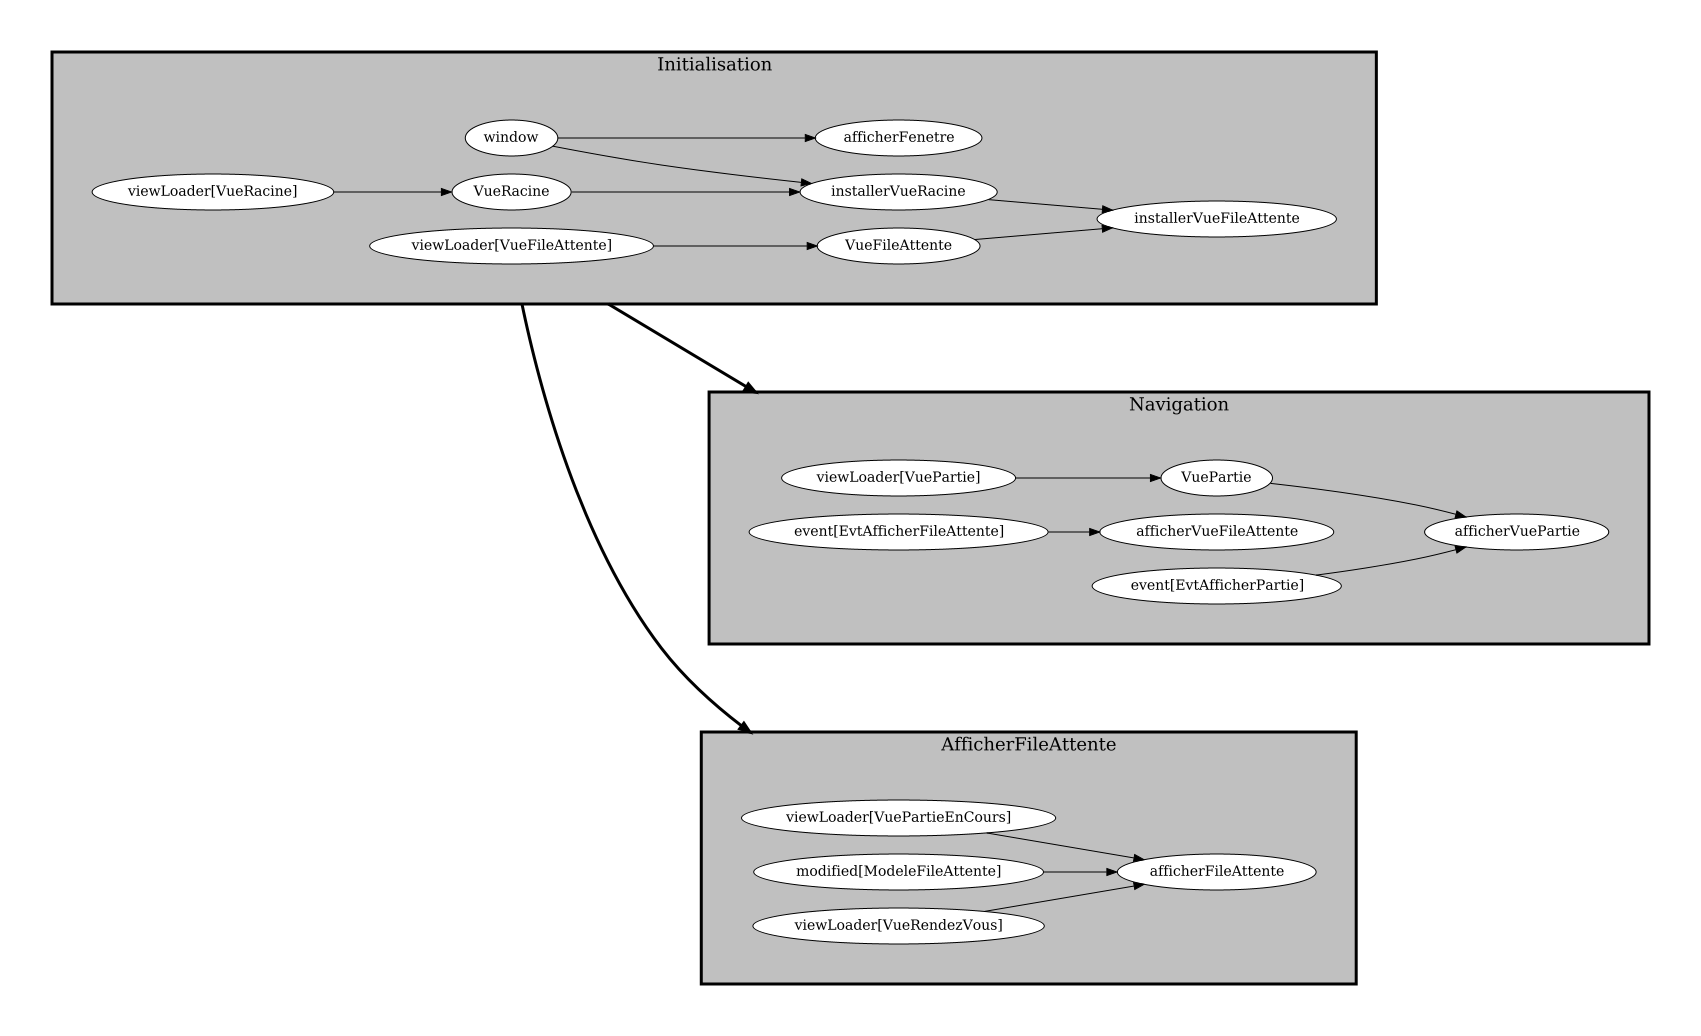 Initialisation
window
afficherFenetre
viewLoader[VueRacine]
VueRacine
installerVueRacine
installerVueFileAttente
viewLoader[VueFileAttente]
VueFileAttente
Navigation
viewLoader[VuePartie]
VuePartie
event[EvtAfficherFileAttente]
afficherVueFileAttente
afficherVuePartie
event[EvtAfficherPartie]
AfficherFileAttente
viewLoader[VuePartieEnCours]
modified[ModeleFileAttente]
afficherFileAttente
viewLoader[VueRendezVous]